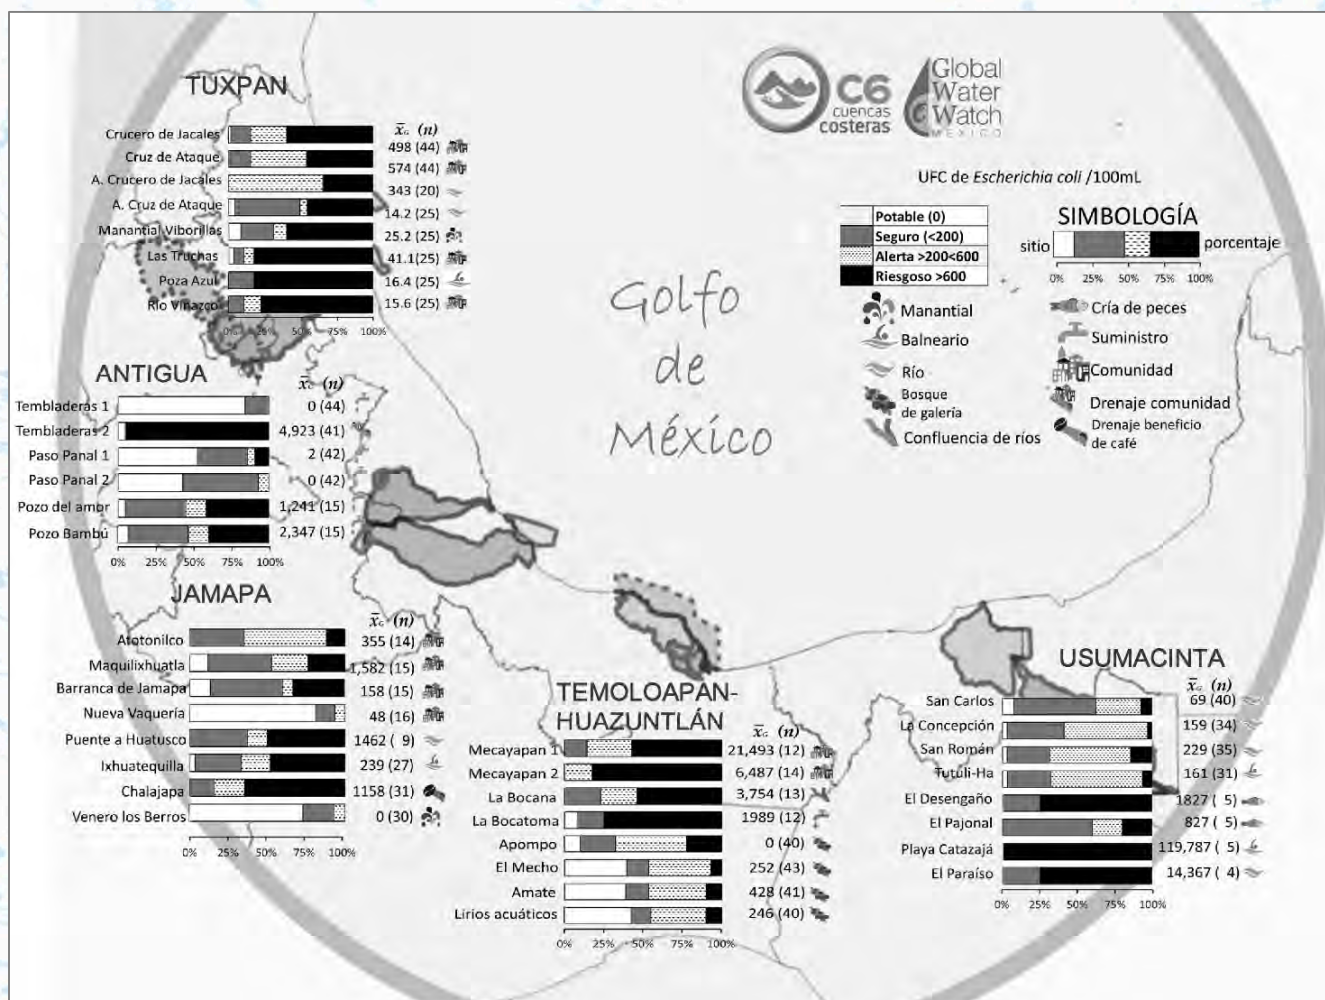 C6
cuencas
costeras
Global
Water
Watch
MÉXICO
UFC de Escherichia coli /100mL
Potable (0)
Seguro (<200)
Alerta >200<600
Riesgoso >600
SIMBOLOGÍA
sitio
porcentaje
0% 25% 50% 75% 100%
Manantial
Balneario
Río
Bosque
de galería
Confluencia de ríos
Cría de peces
Suministro
Comunidad
Drenaje comunidad
Drenaje beneficio
de café
Golfo
de
México
TUXPAN
x̄G (n)
Crucero de Jacales 498 (44)
Cruz de Ataque 574 (44)
A. Crucero de Jacales 343 (20)
A. Cruz de Ataque 14.2 (25)
Manantial Viborillas 25.2 (25)
Las Truchas 41.1 (25)
Poza Azul 16.4 (25)
Río Vinazco 15.6 (25)
0% 25% 50% 75% 100%
ANTIGUA
x̄G (n)
Tembladeras 1 0 (44)
Tembladeras 2 4,923 (41)
Paso Panal 1 2 (42)
Paso Panal 2 0 (42)
Pozo del amor 1,241 (15)
Pozo Bambú 2,347 (15)
0% 25% 50% 75% 100%
JAMAPA
x̄G (n)
Atotonilco 355 (14)
Maquilixhuatla 1,582 (15)
Barranca de Jamapa 158 (15)
Nueva Vaquería 48 (16)
Puente a Huatusco 1462 ( 9)
Ixhuatequilla 239 (27)
Chalajapa 1158 (31)
Venero los Berros 0 (30)
0% 25% 50% 75% 100%
TEMOLOAPAN-
HUAZUNTLÁN
x̄G (n)
Mecayapan 1 21,493 (12)
Mecayapan 2 6,487 (14)
La Bocana 3,754 (13)
La Bocatoma 1989 (12)
Apompo 0 (40)
El Mecho 252 (43)
Amate 428 (41)
Lirios acuáticos 246 (40)
0% 25% 50% 75% 100%
USUMACINTA
x̄G (n)
San Carlos 69 (40)
La Concepción 159 (34)
San Román 229 (35)
Tutuli-Ha 161 (31)
El Desengaño 1827 ( 5)
El Pajonal 827 ( 5)
Playa Catazajá 119,787 ( 5)
El Paraíso 14,367 ( 4)
0% 25% 50% 75% 100%